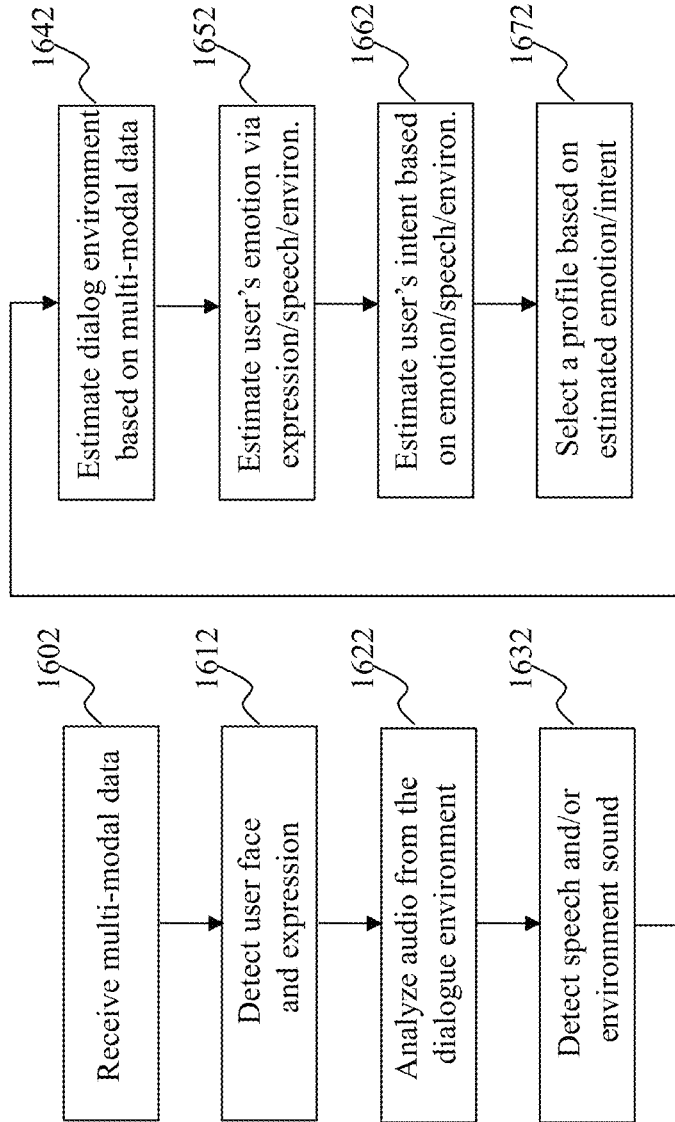 1602
Receive multi-modal data
1612
Detect user face
and expression
1622
Analyze audio from the
dialogue environment
1632
Detect speech and/or
environment sound
1642
Estimate dialog environment
based on multi-modal data
1652
Estimate user's emotion via
expression/speech/environ.
1662
Estimate user's intent based
on emotion/speech/environ.
1672
Select a profile based on
estimated emotion/intent